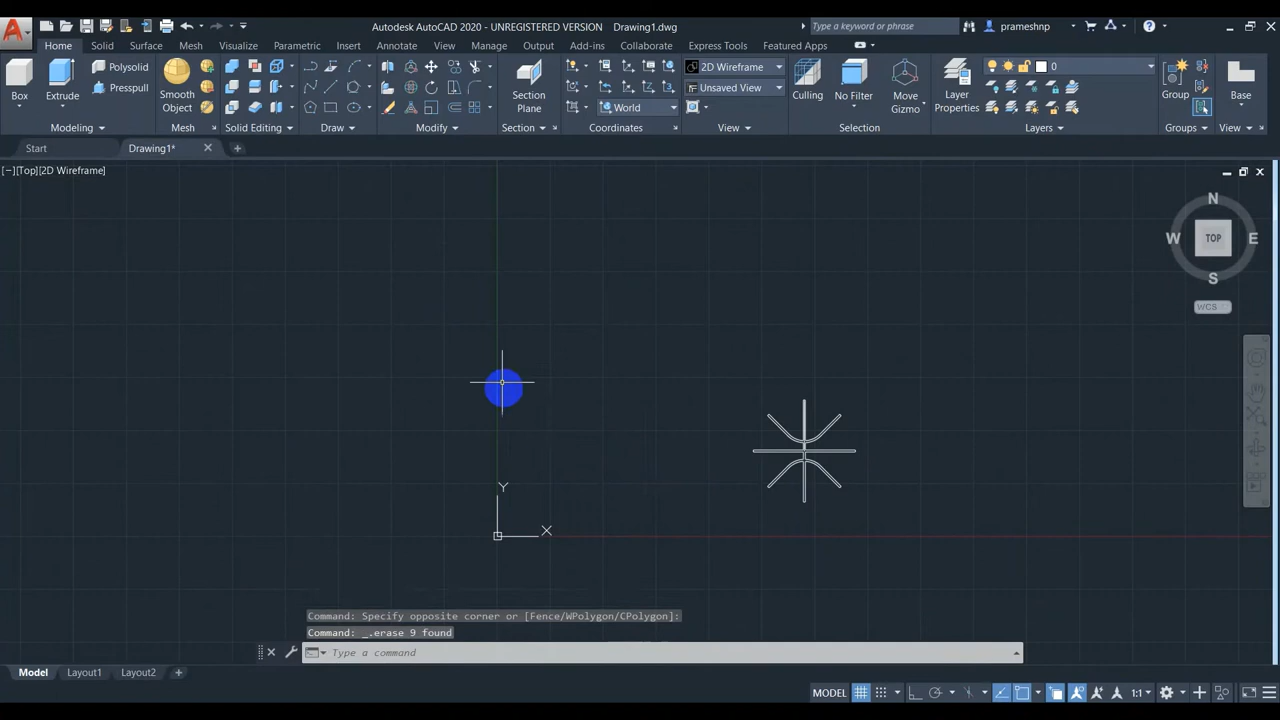 Autodesk AutoCAD 2020 - UNREGISTERED VERSION Drawing1.dwg
Type a keyword or phrase
prameshnp
Home Solid Surface Mesh Visualize Parametric Insert Annotate View Manage Output Add-ins Collaborate Express Tools Featured Apps
Polysolid
Presspull
Box
Extrude
Smooth
Object
Section
Plane
World
2D Wireframe
Unsaved View
Culling
No Filter
Move
Gizmo
Layer
Properties
0
Group
Base
Modeling
Mesh
Solid Editing
Draw
Modify
Section
Coordinates
View
Selection
Layers
Groups
View
Start
Drawing1*
[−][Top][2D Wireframe]
N
W
TOP
E
S
WCS
Y
X
Command: Specify opposite corner or [Fence/WPolygon/CPolygon]:
Command: _.erase 9 found
Type a command
Model Layout1 Layout2
MODEL
1:1